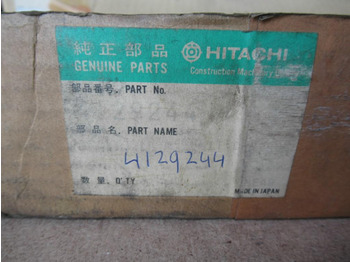 純正部品 HITACHI
GENUINE PARTS Construction Machinery
部品番号. PART No.
部品名. PART NAME
4129244
数量. Q'TY
MADE IN JAPAN